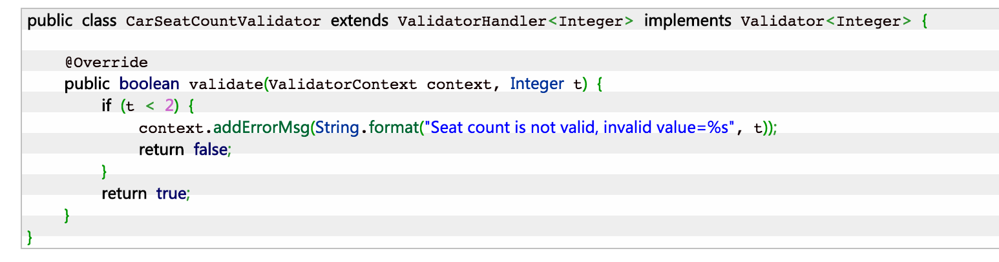 public class CarSeatCountValidator extends ValidatorHandler<Integer> implements Validator<Integer> {
@Override
public boolean validate(ValidatorContext context, Integer t) {
if (t < 2) {
context.addErrorMsg(String.format("Seat count is not valid, invalid value=%s", t));
return false;
}
return true;
}
}